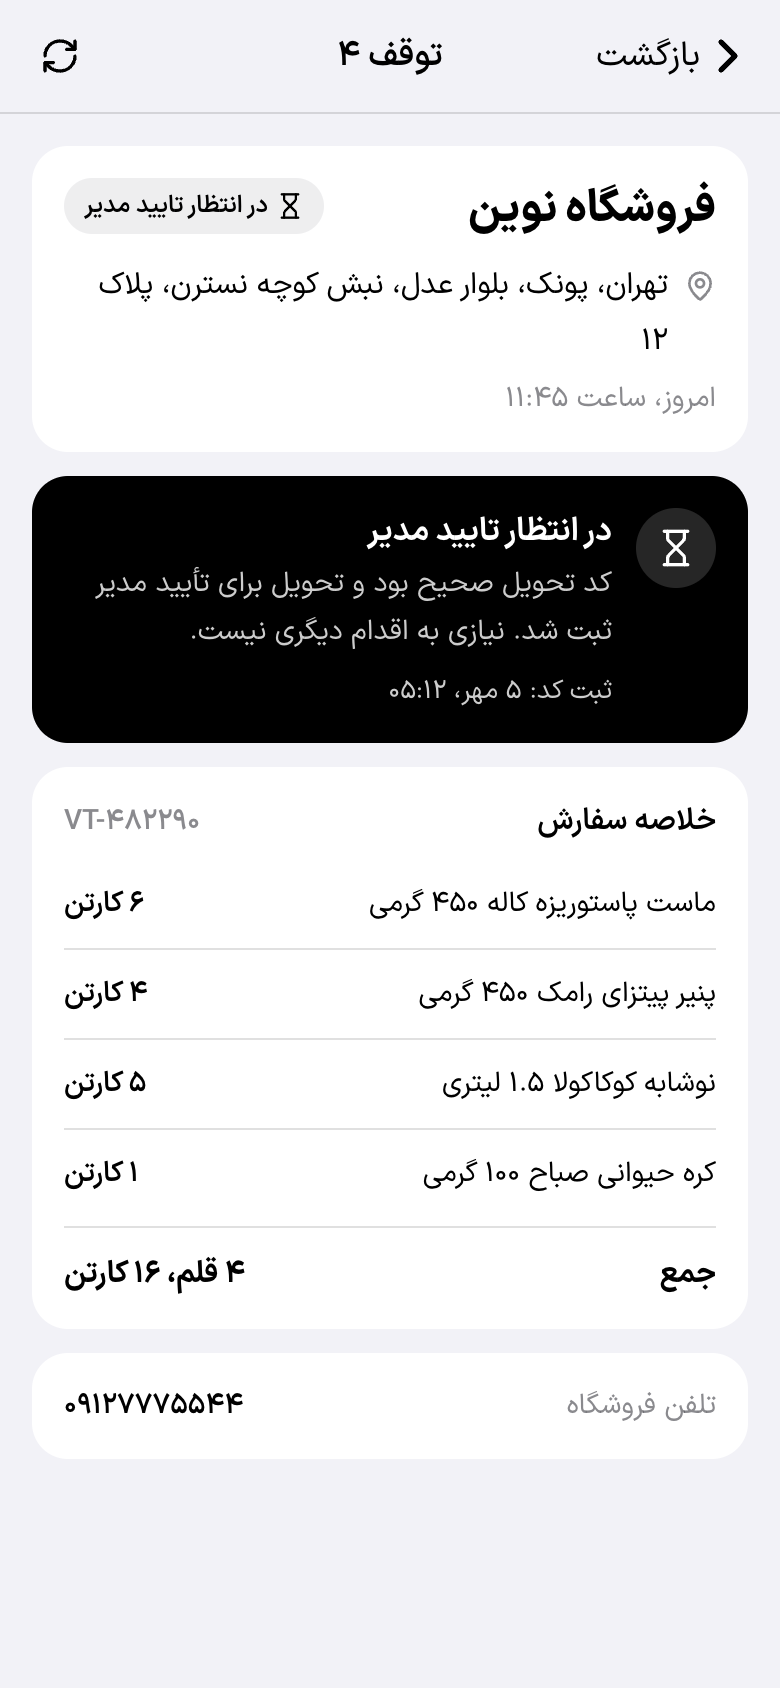 بازگشت
توقف ۴
فروشگاه نوین
در انتظار تایید مدیر
تهران، پونک، بلوار عدل، نبش کوچه نسترن، پلاک
۱۲
امروز، ساعت ۱۱:۴۵
در انتظار تایید مدیر
کد تحویل صحیح بود و تحویل برای تأیید مدیر
ثبت شد. نیازی به اقدام دیگری نیست.
ثبت کد: ۵ مهر، ۰۵:۱۲
خلاصه سفارش
VT-۴۸۲۲۹۰
ماست پاستوریزه کاله ۴۵۰ گرمی
۶ کارتن
پنیر پیتزای رامک ۴۵۰ گرمی
۴ کارتن
نوشابه کوکاکولا ۱.۵ لیتری
۵ کارتن
کره حیوانی صباح ۱۰۰ گرمی
۱ کارتن
جمع
۴ قلم، ۱۶ کارتن
تلفن فروشگاه
۰۹۱۲۷۷۷۵۵۴۴